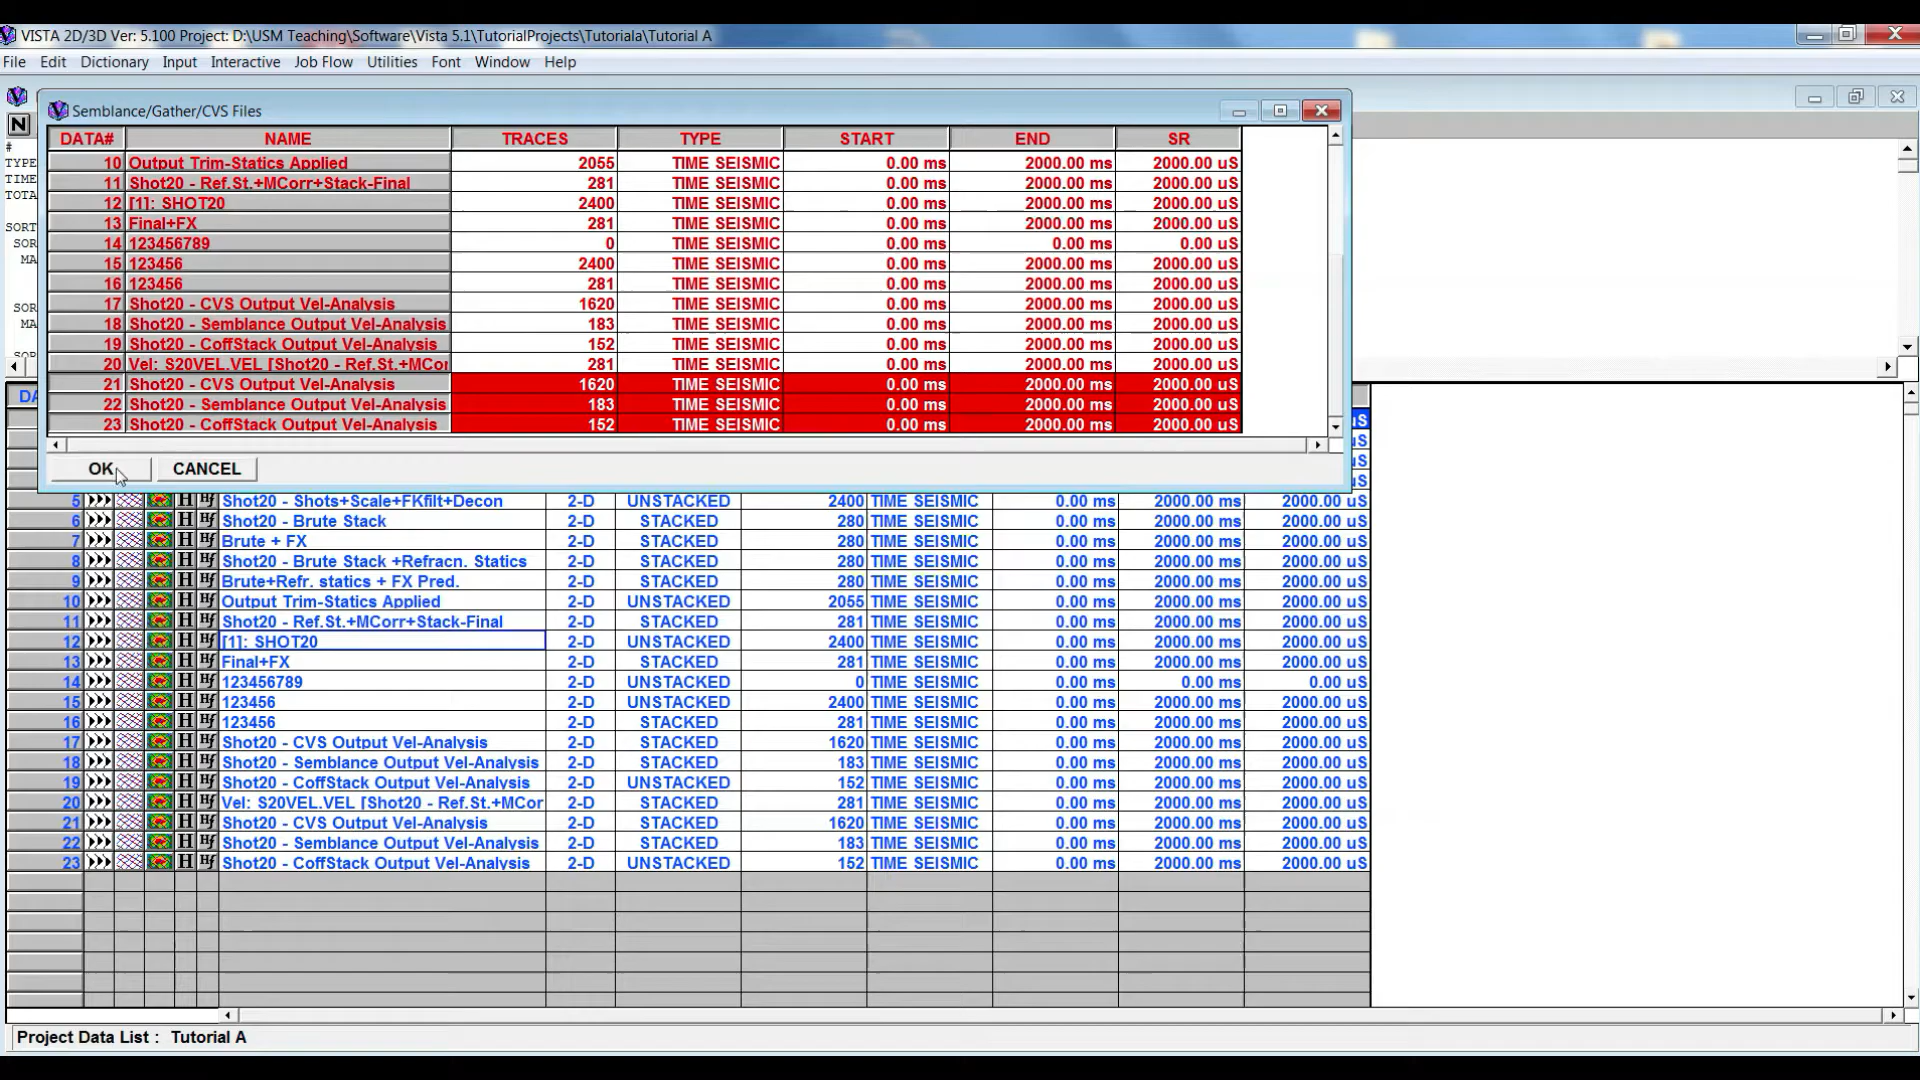 VISTA 2D/3D Ver: 5.100 Project: D:\USM Teaching\Software\Vista 5.1\TutorialProjects\Tutoriala\Tutorial A
File Edit Dictionary Input Interactive Job Flow Utilities Font Window Help
Semblance/Gather/CVS Files
N
#
TYPE
TIME
TOTA
SORT
SOR
MA
SOR
MA
SOR
DATA# NAME TRACES TYPE START END SR
10 Output Trim-Statics Applied 2055 TIME SEISMIC 0.00 ms 2000.00 ms 2000.00 uS
11 Shot20 - Ref.St.+MCorr+Stack-Final 281 TIME SEISMIC 0.00 ms 2000.00 ms 2000.00 uS
12 [1]: SHOT20 2400 TIME SEISMIC 0.00 ms 2000.00 ms 2000.00 uS
13 Final+FX 281 TIME SEISMIC 0.00 ms 2000.00 ms 2000.00 uS
14 123456789 0 TIME SEISMIC 0.00 ms 0.00 ms 0.00 uS
15 123456 2400 TIME SEISMIC 0.00 ms 2000.00 ms 2000.00 uS
16 123456 281 TIME SEISMIC 0.00 ms 2000.00 ms 2000.00 uS
17 Shot20 - CVS Output Vel-Analysis 1620 TIME SEISMIC 0.00 ms 2000.00 ms 2000.00 uS
18 Shot20 - Semblance Output Vel-Analysis 183 TIME SEISMIC 0.00 ms 2000.00 ms 2000.00 uS
19 Shot20 - CoffStack Output Vel-Analysis 152 TIME SEISMIC 0.00 ms 2000.00 ms 2000.00 uS
20 Vel: S20VEL.VEL [Shot20 - Ref.St.+MCor 281 TIME SEISMIC 0.00 ms 2000.00 ms 2000.00 uS
21 Shot20 - CVS Output Vel-Analysis 1620 TIME SEISMIC 0.00 ms 2000.00 ms 2000.00 uS
22 Shot20 - Semblance Output Vel-Analysis 183 TIME SEISMIC 0.00 ms 2000.00 ms 2000.00 uS
23 Shot20 - CoffStack Output Vel-Analysis 152 TIME SEISMIC 0.00 ms 2000.00 ms 2000.00 uS
OK CANCEL
DA
uS
uS
uS
uS
5 H Hf Shot20 - Shots+Scale+FKfilt+Decon 2-D UNSTACKED 2400 TIME SEISMIC 0.00 ms 2000.00 ms 2000.00 uS
6 H Hf Shot20 - Brute Stack 2-D STACKED 280 TIME SEISMIC 0.00 ms 2000.00 ms 2000.00 uS
7 H Hf Brute + FX 2-D STACKED 280 TIME SEISMIC 0.00 ms 2000.00 ms 2000.00 uS
8 H Hf Shot20 - Brute Stack +Refracn. Statics 2-D STACKED 280 TIME SEISMIC 0.00 ms 2000.00 ms 2000.00 uS
9 H Hf Brute+Refr. statics + FX Pred. 2-D STACKED 280 TIME SEISMIC 0.00 ms 2000.00 ms 2000.00 uS
10 H Hf Output Trim-Statics Applied 2-D UNSTACKED 2055 TIME SEISMIC 0.00 ms 2000.00 ms 2000.00 uS
11 H Hf Shot20 - Ref.St.+MCorr+Stack-Final 2-D STACKED 281 TIME SEISMIC 0.00 ms 2000.00 ms 2000.00 uS
12 H Hf [1]: SHOT20 2-D UNSTACKED 2400 TIME SEISMIC 0.00 ms 2000.00 ms 2000.00 uS
13 H Hf Final+FX 2-D STACKED 281 TIME SEISMIC 0.00 ms 2000.00 ms 2000.00 uS
14 H Hf 123456789 2-D UNSTACKED 0 TIME SEISMIC 0.00 ms 0.00 ms 0.00 uS
15 H Hf 123456 2-D UNSTACKED 2400 TIME SEISMIC 0.00 ms 2000.00 ms 2000.00 uS
16 H Hf 123456 2-D STACKED 281 TIME SEISMIC 0.00 ms 2000.00 ms 2000.00 uS
17 H Hf Shot20 - CVS Output Vel-Analysis 2-D STACKED 1620 TIME SEISMIC 0.00 ms 2000.00 ms 2000.00 uS
18 H Hf Shot20 - Semblance Output Vel-Analysis 2-D STACKED 183 TIME SEISMIC 0.00 ms 2000.00 ms 2000.00 uS
19 H Hf Shot20 - CoffStack Output Vel-Analysis 2-D UNSTACKED 152 TIME SEISMIC 0.00 ms 2000.00 ms 2000.00 uS
20 H Hf Vel: S20VEL.VEL [Shot20 - Ref.St.+MCor 2-D STACKED 281 TIME SEISMIC 0.00 ms 2000.00 ms 2000.00 uS
21 H Hf Shot20 - CVS Output Vel-Analysis 2-D STACKED 1620 TIME SEISMIC 0.00 ms 2000.00 ms 2000.00 uS
22 H Hf Shot20 - Semblance Output Vel-Analysis 2-D STACKED 183 TIME SEISMIC 0.00 ms 2000.00 ms 2000.00 uS
23 H Hf Shot20 - CoffStack Output Vel-Analysis 2-D UNSTACKED 152 TIME SEISMIC 0.00 ms 2000.00 ms 2000.00 uS
Project Data List : Tutorial A